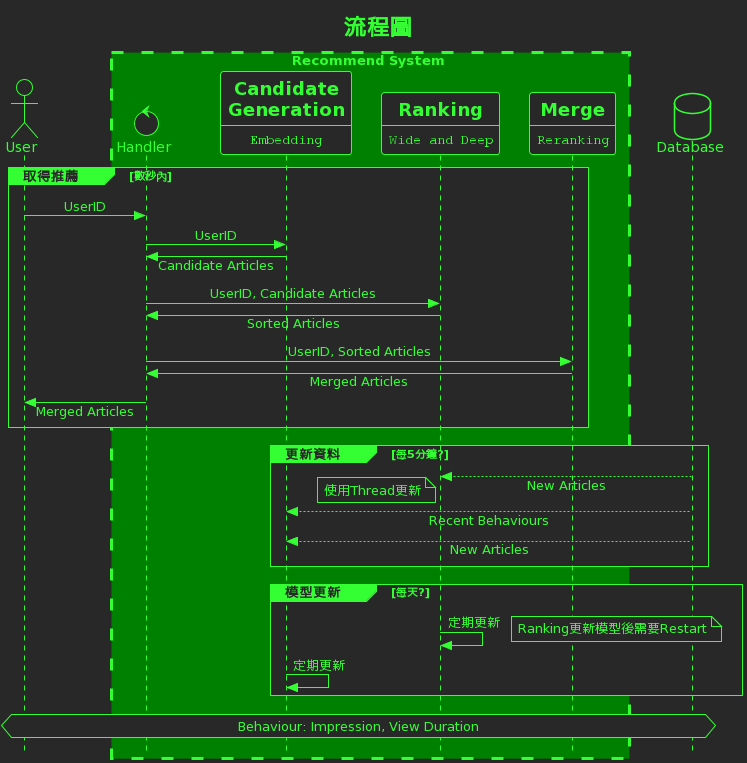 流程圖
Recommend System
User
Handler
Candidate
Generation
Embedding
Ranking
Wide and Deep
Merge
Reranking
Database
取得推薦 [數秒內]
UserID
UserID
Candidate Articles
UserID, Candidate Articles
Sorted Articles
UserID, Sorted Articles
Merged Articles
Merged Articles
更新資料 [每5分鐘?]
New Articles
使用Thread更新
Recent Behaviours
New Articles
模型更新 [每天?]
定期更新
Ranking更新模型後需要Restart
定期更新
Behaviour: Impression, View Duration